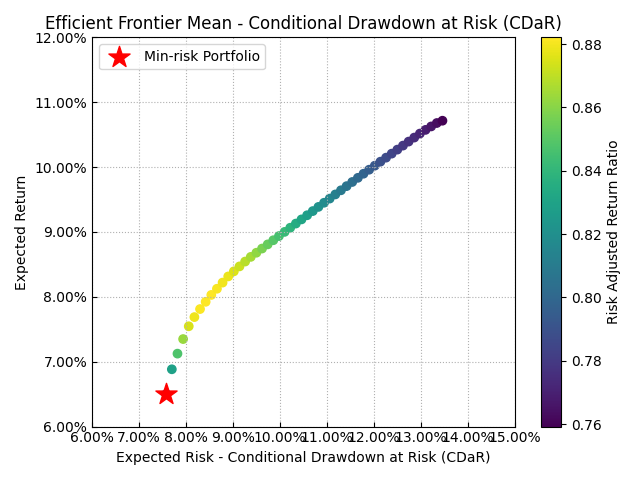 Efficient Frontier Mean - Conditional Drawdown at Risk (CDaR)
12.00%
11.00%
10.00%
9.00%
8.00%
7.00%
6.00%
Expected Return
Min-risk Portfolio
6.00% 7.00% 8.00% 9.00% 10.00% 11.00% 12.00% 13.00% 14.00% 15.00%
Expected Risk - Conditional Drawdown at Risk (CDaR)
0.88
0.86
0.84
0.82
0.80
0.78
0.76
Risk Adjusted Return Ratio